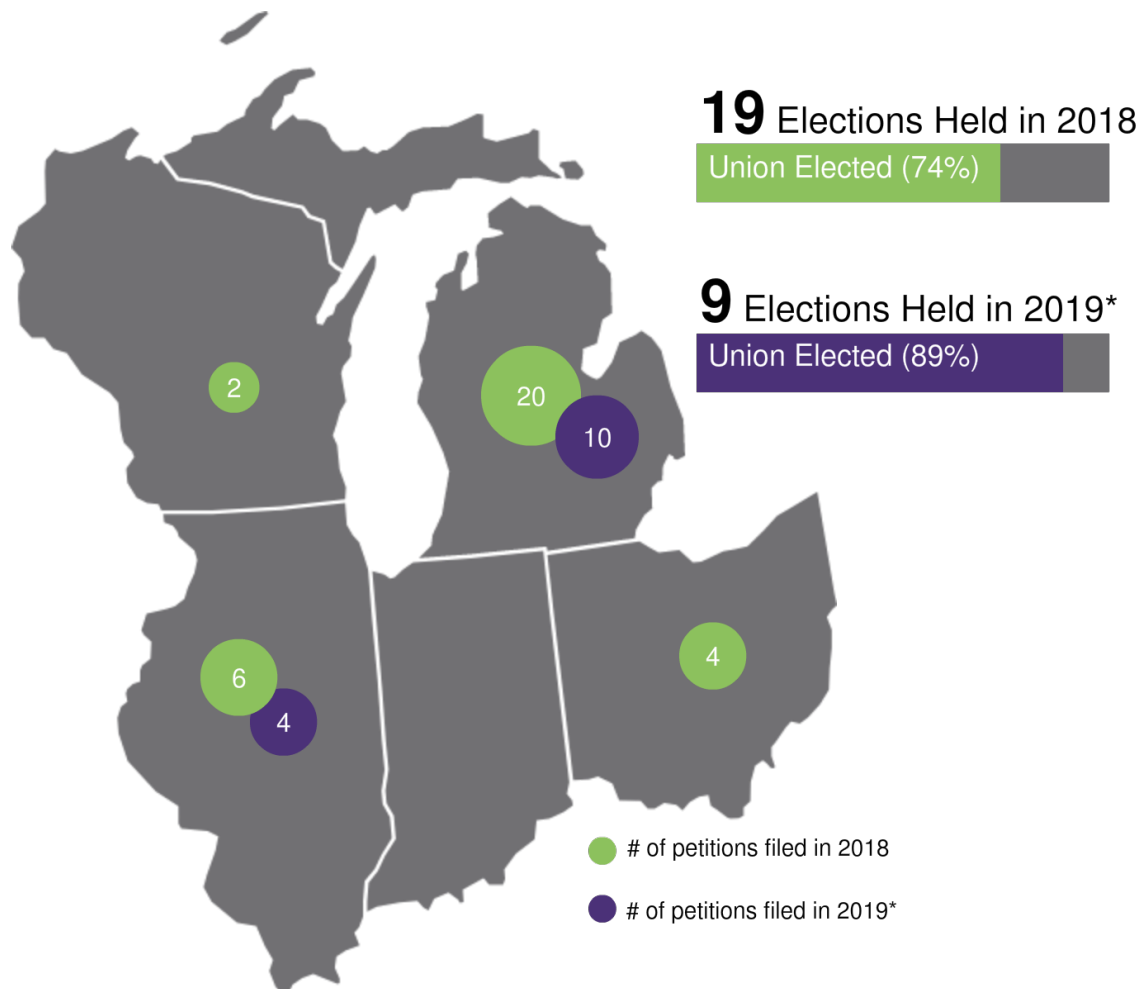 19 Elections Held in 2018
Union Elected (74%)
9 Elections Held in 2019*
Union Elected (89%)
2
20
10
6
4
4
# of petitions filed in 2018
# of petitions filed in 2019*